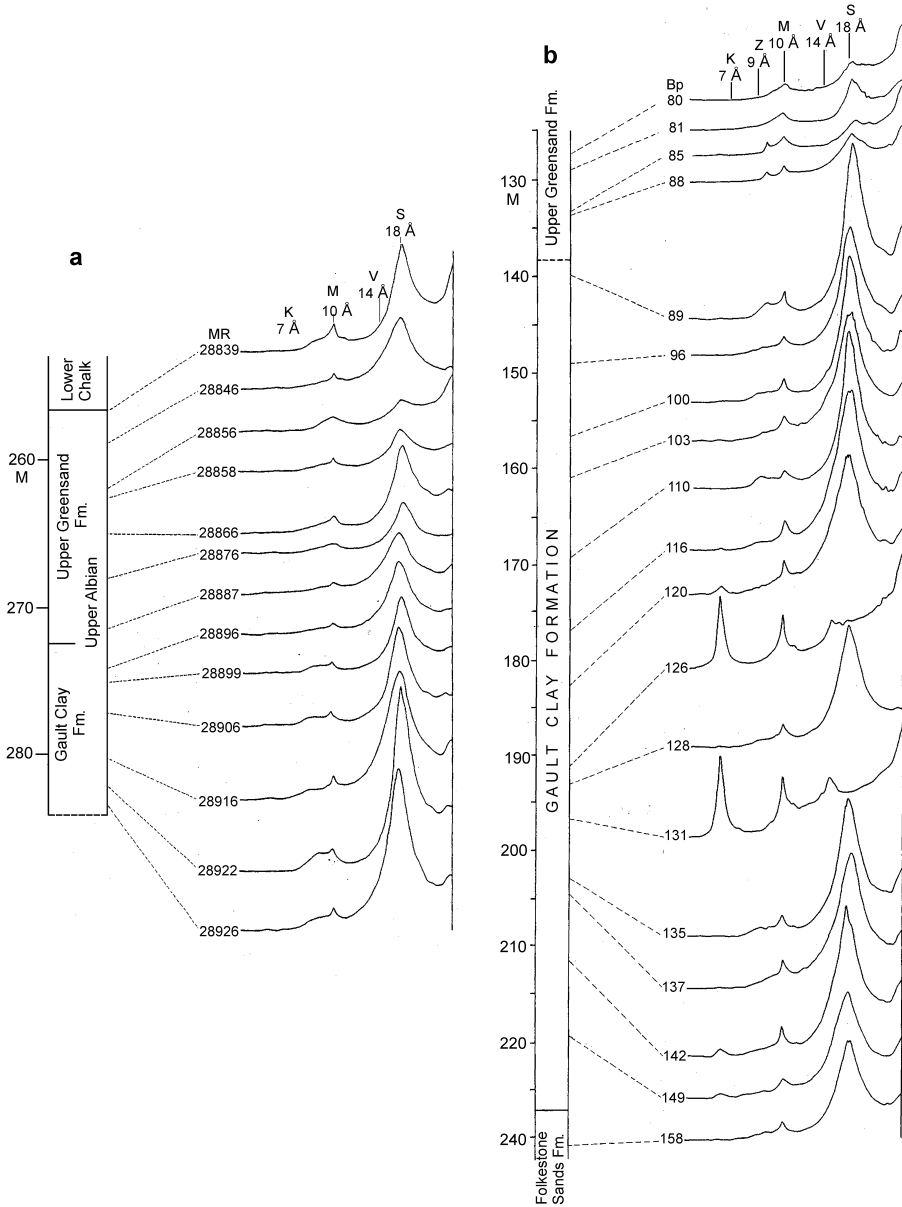 a
S
18 Å
V
14 Å
M
10 Å
K
7 Å
MR
28839
28846
28856
28858
28866
28876
28887
28896
28899
28906
28916
28922
28926
Lower
Chalk
Upper Greensand
Fm.
Upper Albian
Gault Clay
Fm.
260
M
270
280
b
S
18 Å
V
14 Å
M
10 Å
Z
9 Å
K
7 Å
Bp
80
81
85
88
89
96
100
103
110
116
120
126
128
131
135
137
142
149
158
Upper Greensand Fm.
GAULT CLAY FORMATION
Folkestone
Sands Fm.
130
M
140
150
160
170
180
190
200
210
220
230
240